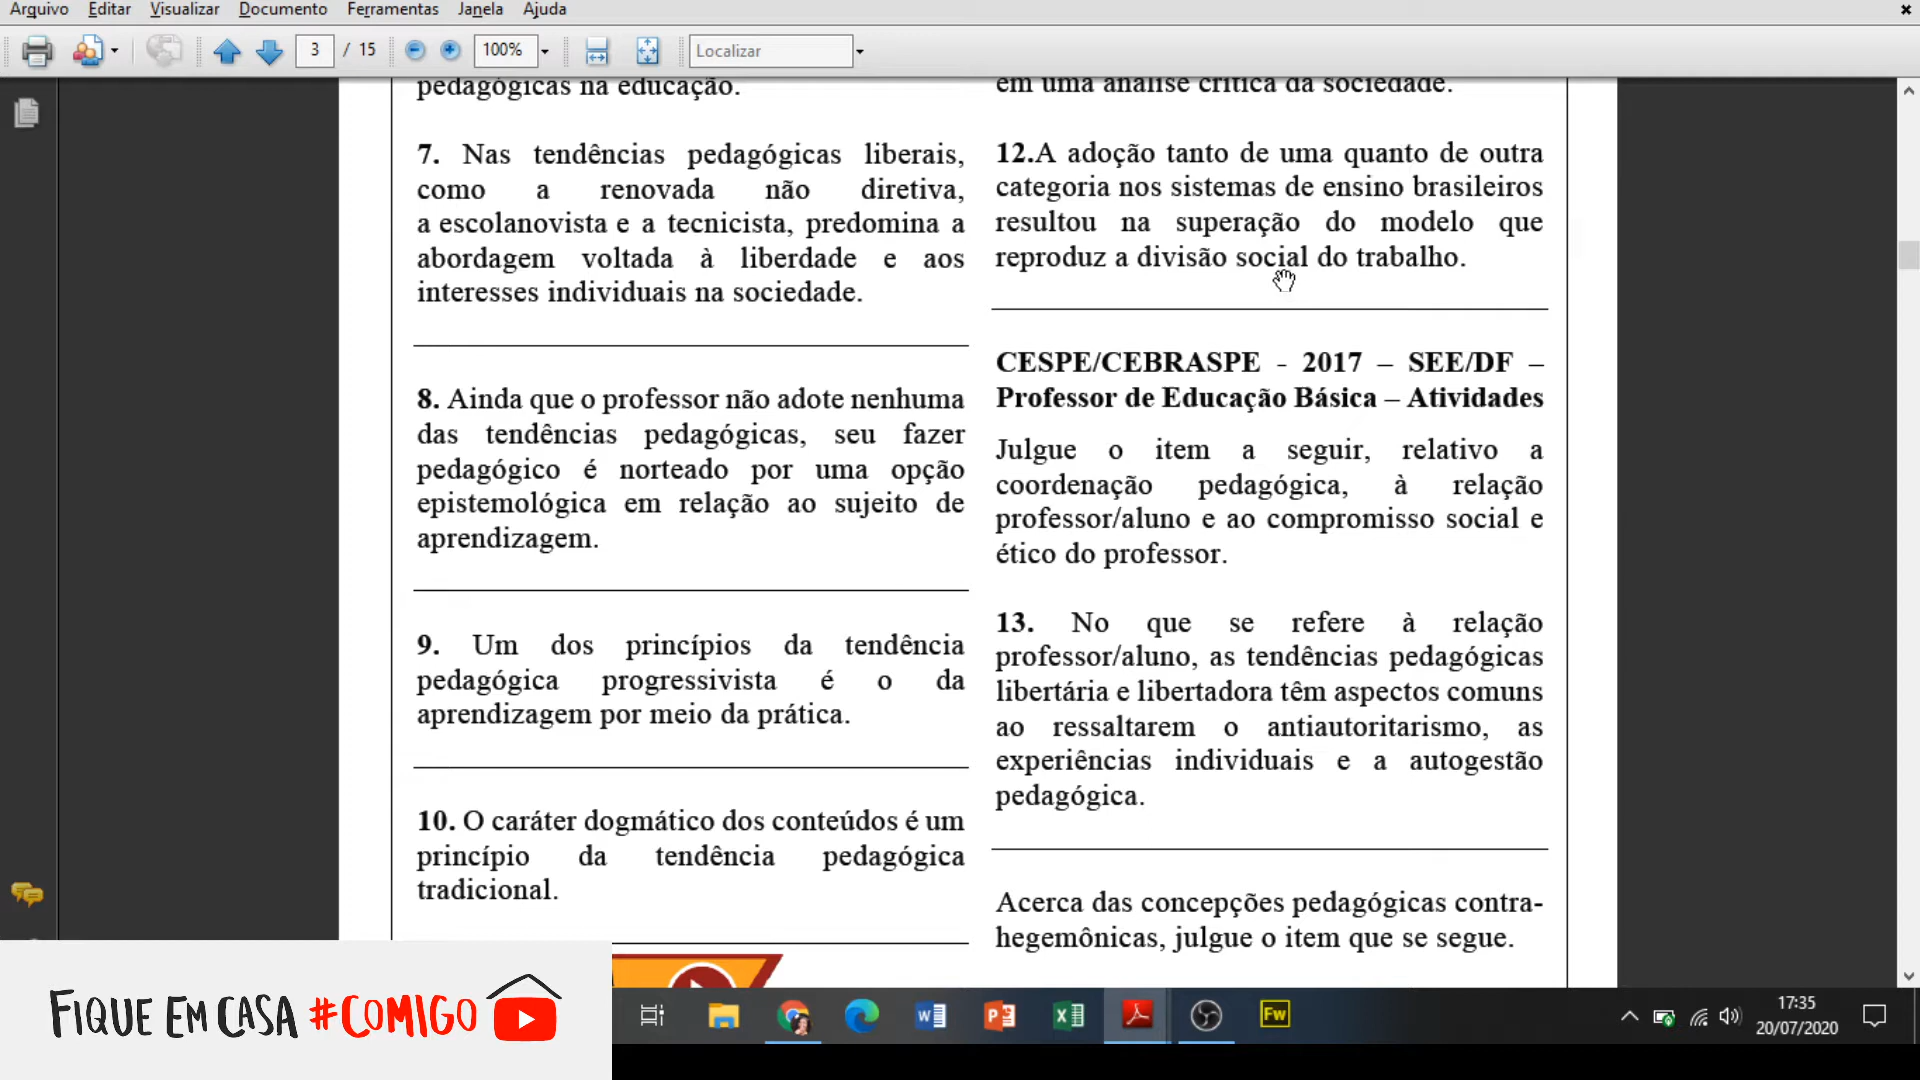 Arquivo Editar Visualizar Documento Ferramentas Janela Ajuda
3 / 15 100% Localizar
pedagógicas na educação.
7. Nas tendências pedagógicas liberais,
como a renovada não diretiva,
a escolanovista e a tecnicista, predomina a
abordagem voltada à liberdade e aos
interesses individuais na sociedade.
8. Ainda que o professor não adote nenhuma
das tendências pedagógicas, seu fazer
pedagógico é norteado por uma opção
epistemológica em relação ao sujeito de
aprendizagem.
9. Um dos princípios da tendência
pedagógica progressivista é o da
aprendizagem por meio da prática.
10. O caráter dogmático dos conteúdos é um
princípio da tendência pedagógica
tradicional.
em uma análise crítica da sociedade.
12.A adoção tanto de uma quanto de outra
categoria nos sistemas de ensino brasileiros
resultou na superação do modelo que
reproduz a divisão social do trabalho.
CESPE/CEBRASPE - 2017 – SEE/DF –
Professor de Educação Básica – Atividades
Julgue o item a seguir, relativo a
coordenação pedagógica, à relação
professor/aluno e ao compromisso social e
ético do professor.
13. No que se refere à relação
professor/aluno, as tendências pedagógicas
libertária e libertadora têm aspectos comuns
ao ressaltarem o antiautoritarismo, as
experiências individuais e a autogestão
pedagógica.
Acerca das concepções pedagógicas contra-
hegemônicas, julgue o item que se segue.
FIQUE EM CASA #COMIGO
Fw
17:35
20/07/2020